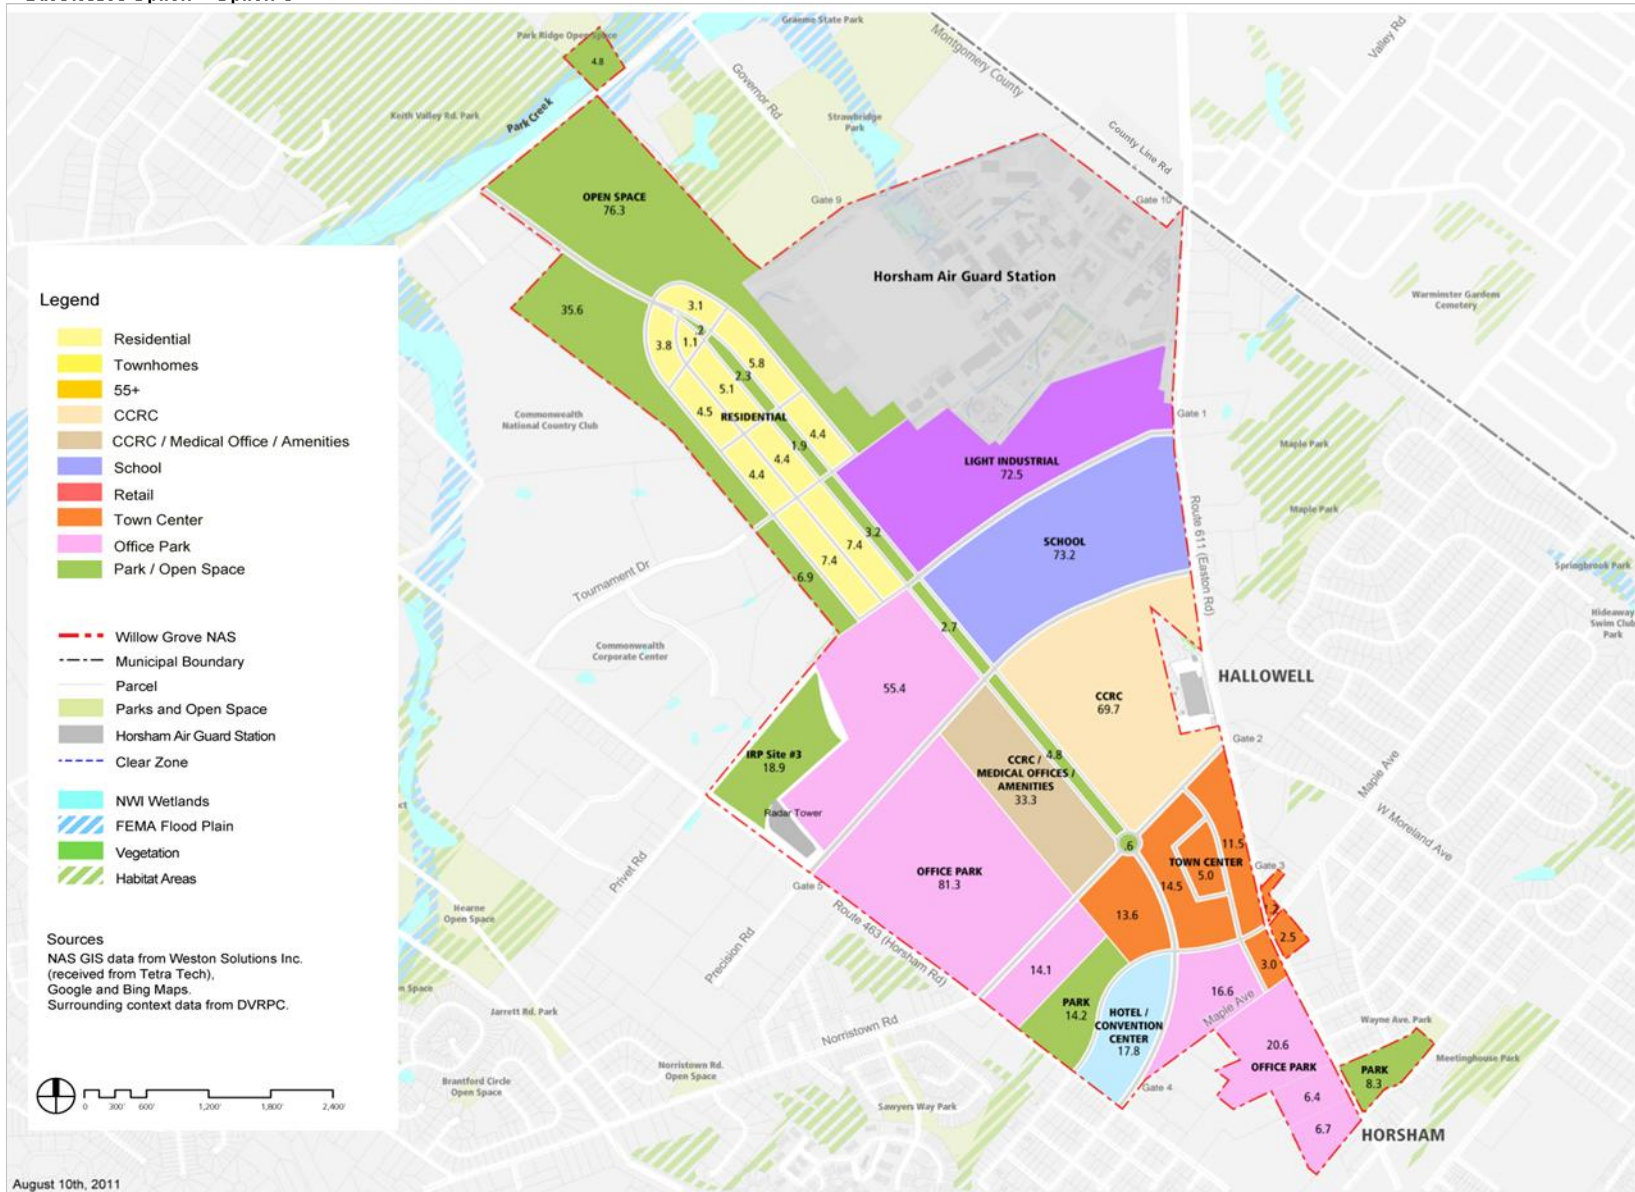 Park Ridge Open Space
Graeme State Park
4.8
Montgomery County
Valley Rd
Governor Rd
Keith Valley Rd. Park
Park Creek
Strawbridge
Park
County Line Rd
OPEN SPACE
76.3
Gate 9
Gate 10
Horsham Air Guard Station
Warminster Gardens
Cemetery
35.6
3.1
.2
3.8
1.1
5.8
2.3
5.1
4.5
RESIDENTIAL
4.4
1.9
4.4
4.4
Commonwealth
National Country Club
Gate 1
Maple Park
LIGHT INDUSTRIAL
72.5
Maple Park
Route 611 (Easton Rd)
3.2
7.4
7.4
SCHOOL
73.2
Springbrook Park
6.9
Tournament Dr
Hideaway
Swim Club
Park
2.7
Commonwealth
Corporate Center
55.4
HALLOWELL
CCRC
69.7
Gate 2
IRP Site #3
18.9
4.8
CCRC /
MEDICAL OFFICES /
AMENITIES
33.3
Maple Ave
W Moreland Ave
Radar Tower
.6
11.5
TOWN CENTER
5.0
14.5
Gate 3
OFFICE PARK
81.3
Gate 5
Privet Rd
13.6
2.5
Hearne
Open Space
Route 463 (Horsham Rd)
Precision Rd
3.0
14.1
16.6
PARK
14.2
Maple Ave
HOTEL /
CONVENTION
CENTER
17.8
n Space
Jarrett Rd. Park
Norristown Rd
Wayne Ave. Park
20.6
OFFICE PARK
Meetinghouse Park
PARK
8.3
Norristown Rd.
Open Space
Brantford Circle
Open Space
Gate 4
6.4
Sawyers Way Park
6.7
HORSHAM
Legend
Residential
Townhomes
55+
CCRC
CCRC / Medical Office / Amenities
School
Retail
Town Center
Office Park
Park / Open Space
Willow Grove NAS
Municipal Boundary
Parcel
Parks and Open Space
Horsham Air Guard Station
Clear Zone
NWI Wetlands
FEMA Flood Plain
Vegetation
Habitat Areas
Sources
NAS GIS data from Weston Solutions Inc.
(received from Tetra Tech),
Google and Bing Maps.
Surrounding context data from DVRPC.
0 300' 600' 1,200' 1,800' 2,400'
August 10th, 2011